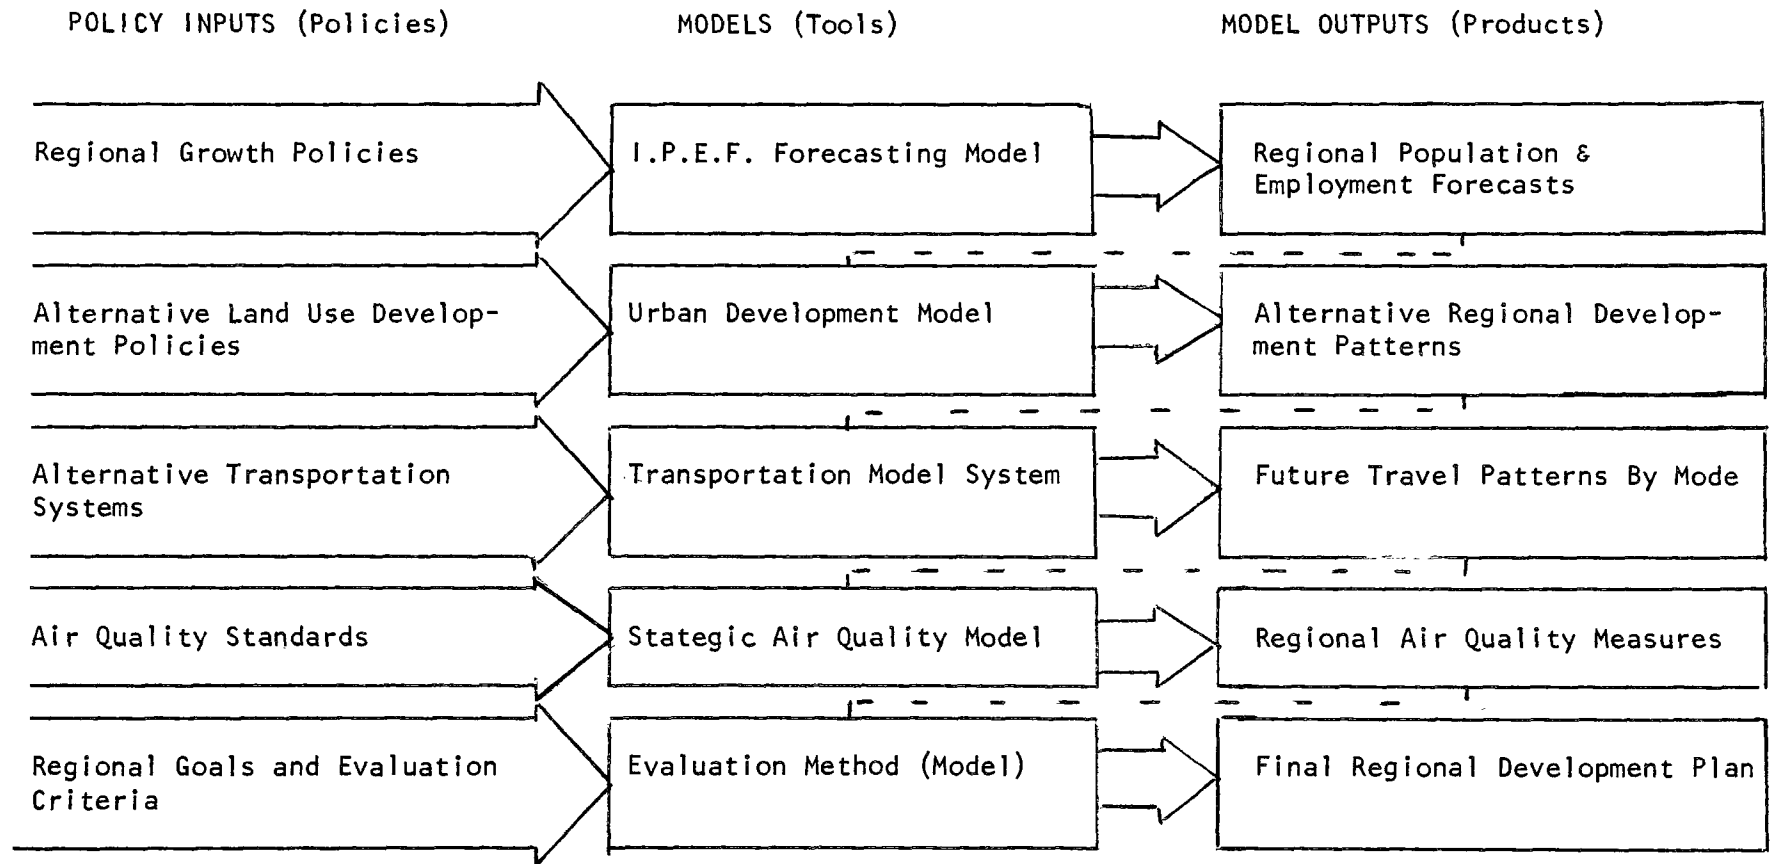 POLICY INPUTS (Policies)
MODELS (Tools)
MODEL OUTPUTS (Products)
Regional Growth Policies
I.P.E.F. Forecasting Model
Regional Population &
Employment Forecasts
Alternative Land Use Develop-
ment Policies
Urban Development Model
Alternative Regional Develop-
ment Patterns
Alternative Transportation
Systems
Transportation Model System
Future Travel Patterns By Mode
Air Quality Standards
Stategic Air Quality Model
Regional Air Quality Measures
Regional Goals and Evaluation
Criteria
Evaluation Method (Model)
Final Regional Development Plan